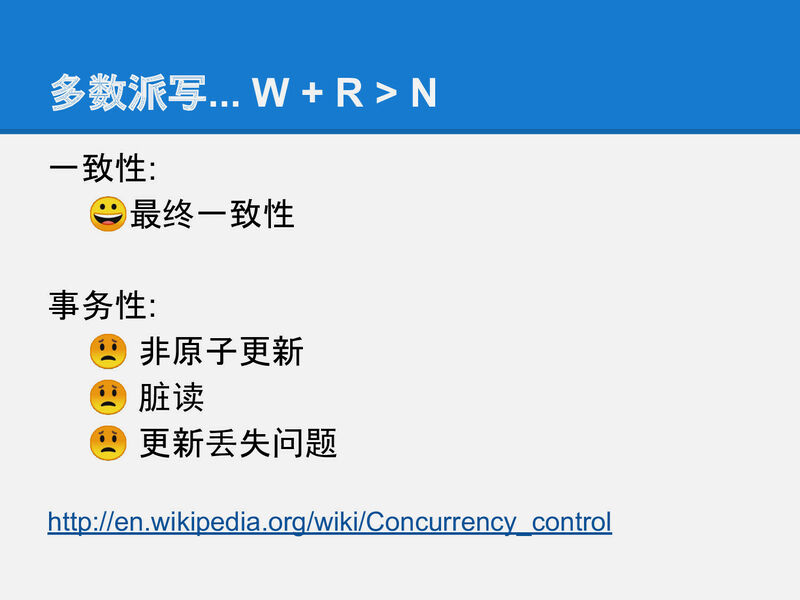 多数派写... W + R > N
一致性:
😀最终一致性
事务性:
😟 非原子更新
😟 脏读
😟 更新丢失问题
http://en.wikipedia.org/wiki/Concurrency_control